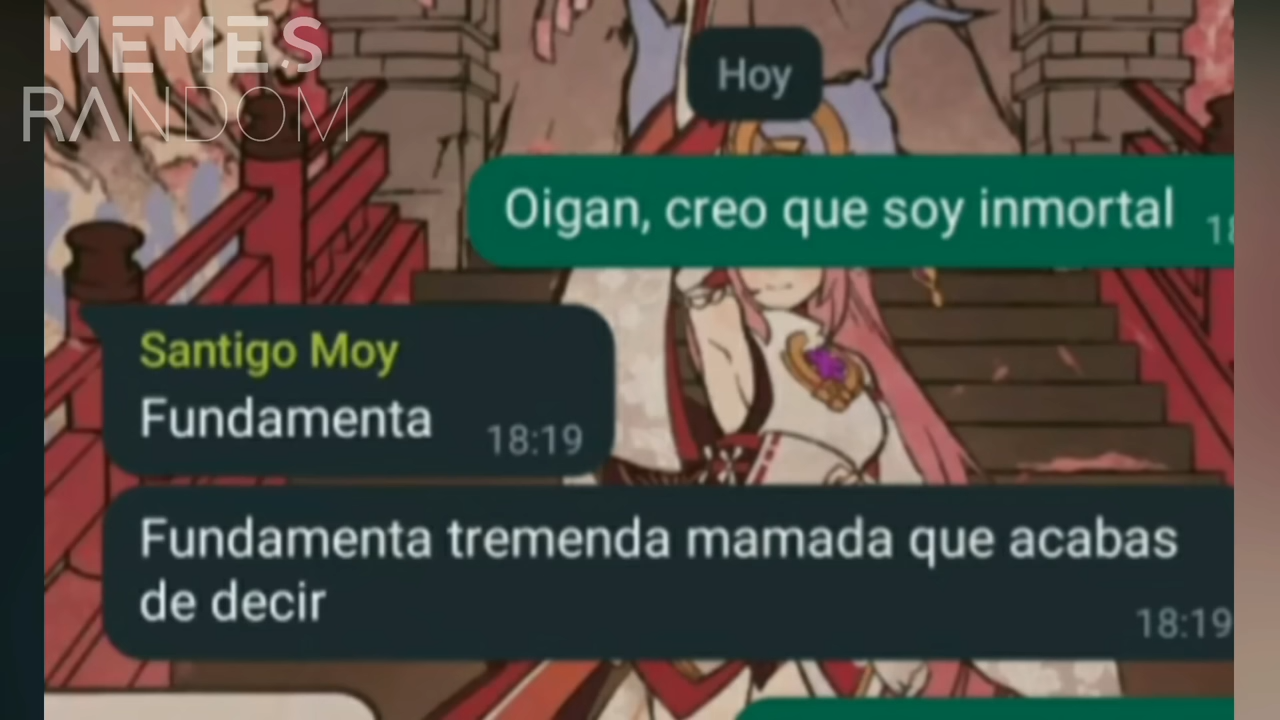 MEMES
RANDOM
Hoy
Oigan, creo que soy inmortal
Santigo Moy
Fundamenta
18:19
Fundamenta tremenda mamada que acabas
de decir
18:19